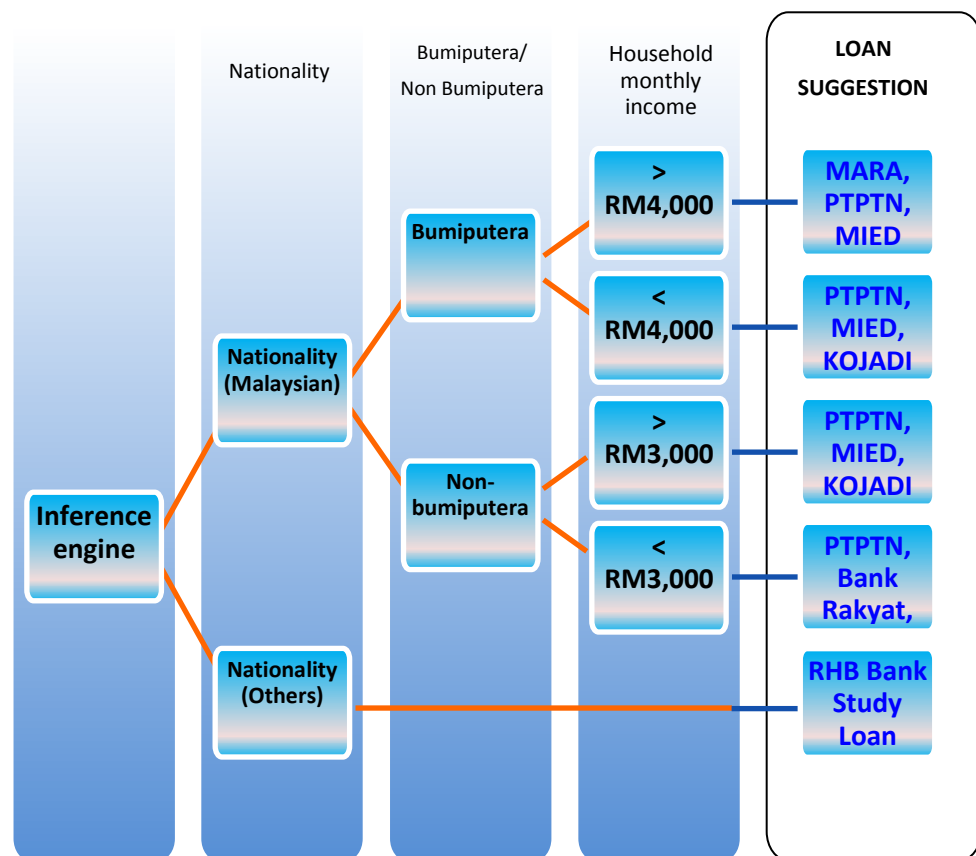 Nationality
Bumiputera/
Non Bumiputera
Household
monthly
income
LOAN
SUGGESTION
Inference
engine
Nationality
(Malaysian)
Nationality
(Others)
Bumiputera
Non-
bumiputera
>
RM4,000
<
RM4,000
>
RM3,000
<
RM3,000
MARA,
PTPTN,
MIED
PTPTN,
MIED,
KOJADI
PTPTN,
MIED,
KOJADI
PTPTN,
Bank
Rakyat,
RHB Bank
Study
Loan